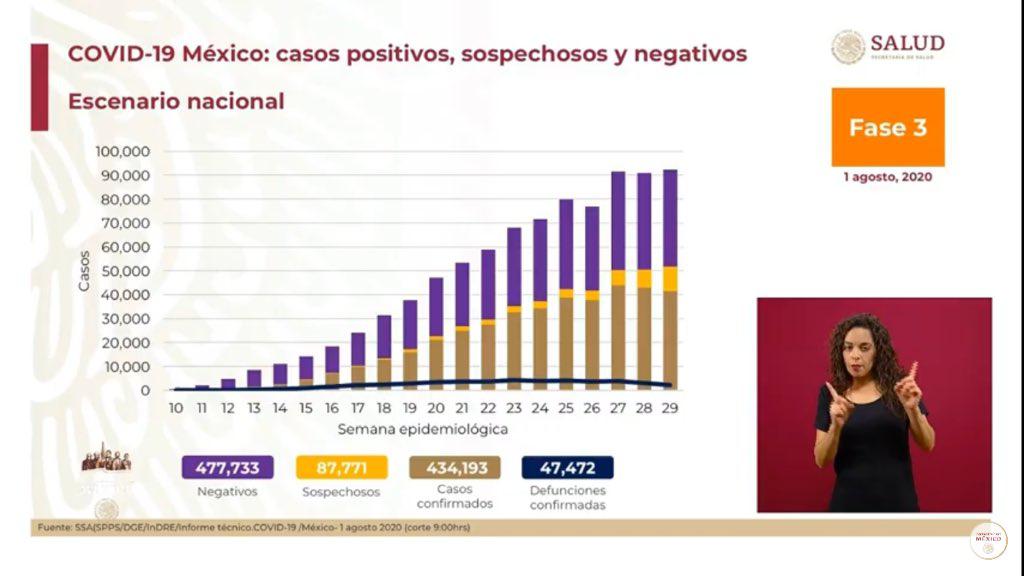 COVID-19 México: casos positivos, sospechosos y negativos
Escenario nacional
SALUD
SECRETARÍA DE SALUD
Fase 3
1 agosto, 2020
100,000
90,000
80,000
70,000
60,000
50,000
40,000
30,000
20,000
10,000
0
Casos
10 11 12 13 14 15 16 17 18 19 20 21 22 23 24 25 26 27 28 29
Semana epidemiológica
477,733 87,771 434,193 47,472
Negativos Sospechosos Casos Defunciones
confirmados confirmadas
Fuente: SSA(SPPS/DGE/InDRE/Informe técnico.COVID-19 /México- 1 agosto 2020 (corte 9:00hrs)
MÉXICO